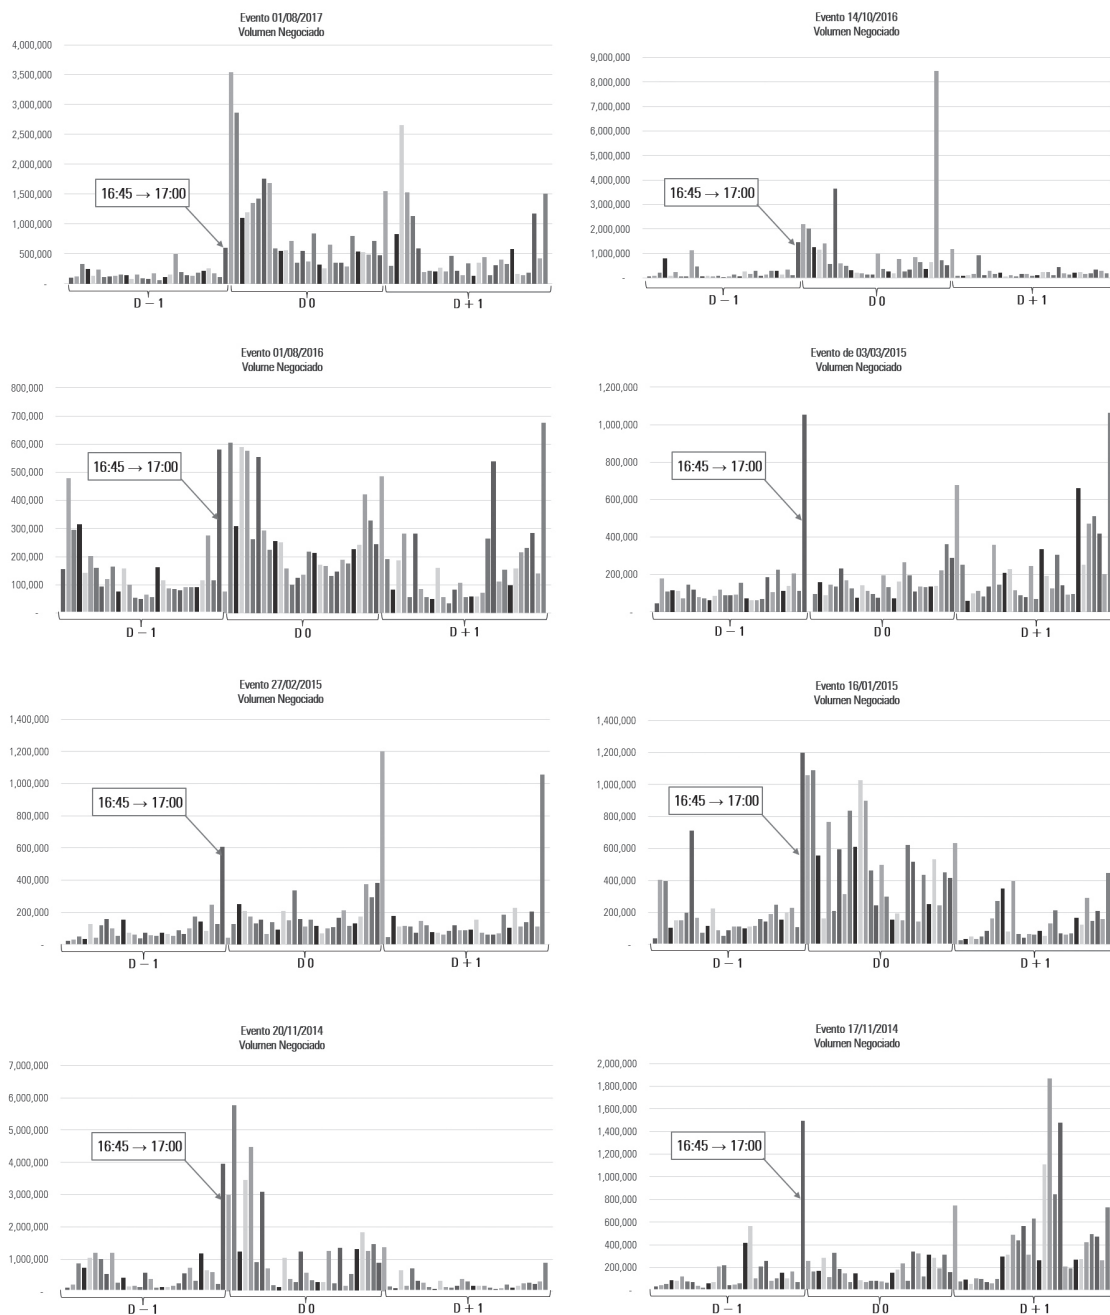 Evento 01/08/2017
Volumen Negociado
4,000,000
3,500,000
3,000,000
2,500,000
2,000,000
1,500,000
1,000,000
500,000
-
16:45 → 17:00
D – 1
D 0
D + 1
Evento 14/10/2016
Volumen Negociado
9,000,000
8,000,000
7,000,000
6,000,000
5,000,000
4,000,000
3,000,000
2,000,000
1,000,000
-
16:45 → 17:00
D – 1
D 0
D + 1
Evento 01/08/2016
Volume Negociado
800,000
700,000
600,000
500,000
400,000
300,000
200,000
100,000
-
16:45 → 17:00
D – 1
D 0
D + 1
Evento de 03/03/2015
Volumen Negociado
1,200,000
1,000,000
800,000
600,000
400,000
200,000
-
16:45 → 17:00
D – 1
D 0
D + 1
Evento 27/02/2015
Volumen Negociado
1,400,000
1,200,000
1,000,000
800,000
600,000
400,000
200,000
-
16:45 → 17:00
D – 1
D 0
D + 1
Evento 16/01/2015
Volumen Negociado
1,400,000
1,200,000
1,000,000
800,000
600,000
400,000
200,000
-
16:45 → 17:00
D – 1
D 0
D + 1
Evento 20/11/2014
Volumen Negociado
7,000,000
6,000,000
5,000,000
4,000,000
3,000,000
2,000,000
1,000,000
-
16:45 → 17:00
D – 1
D 0
D + 1
Evento 17/11/2014
Volumen Negociado
2,000,000
1,800,000
1,600,000
1,400,000
1,200,000
1,000,000
800,000
600,000
400,000
200,000
-
16:45 → 17:00
D – 1
D 0
D + 1